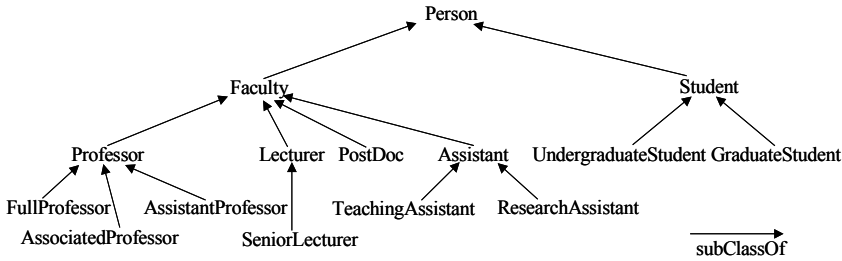 Person
Faculty
Student
Professor
Lecturer
PostDoc
Assistant
UndergraduateStudent
GraduateStudent
FullProfessor
AssistantProfessor
TeachingAssistant
ResearchAssistant
AssociatedProfessor
SeniorLecturer
subClassOf